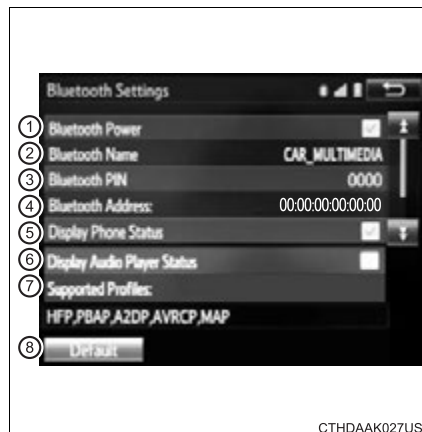 Bluetooth Settings
1 Bluetooth Power
2 Bluetooth Name CAR_MULTIMEDIA
3 Bluetooth PIN 0000
4 Bluetooth Address: 00:00:00:00:00:00
5 Display Phone Status
6 Display Audio Player Status
7 Supported Profiles:
HFP,PBAP,A2DP,AVRCP,MAP
8 Default
CTHDAAK027US